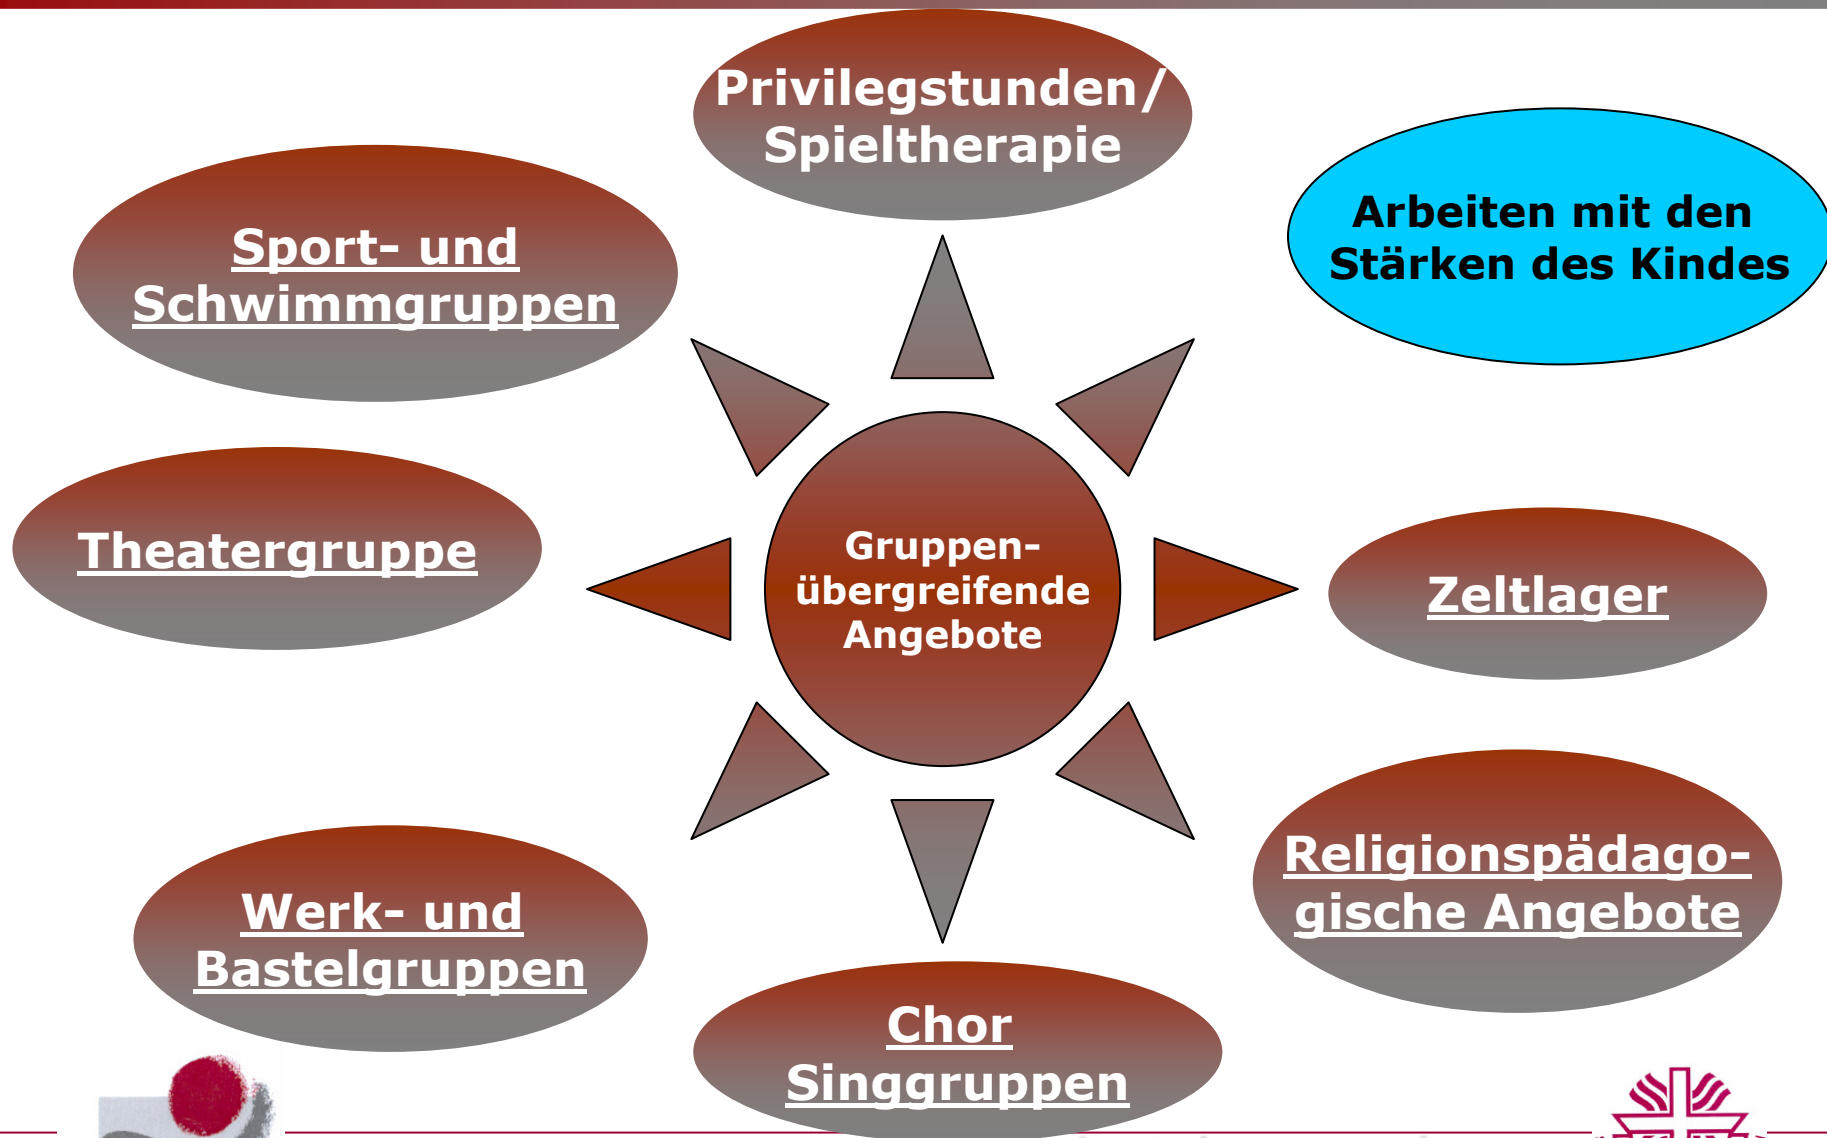 Privilegstunden/
Spieltherapie
Arbeiten mit den
Stärken des Kindes
Sport- und
Schwimmgruppen
Theatergruppe
Gruppen-
übergreifende
Angebote
Zeltlager
Religionspädago-
gische Angebote
Werk- und
Bastelgruppen
Chor
Singgruppen